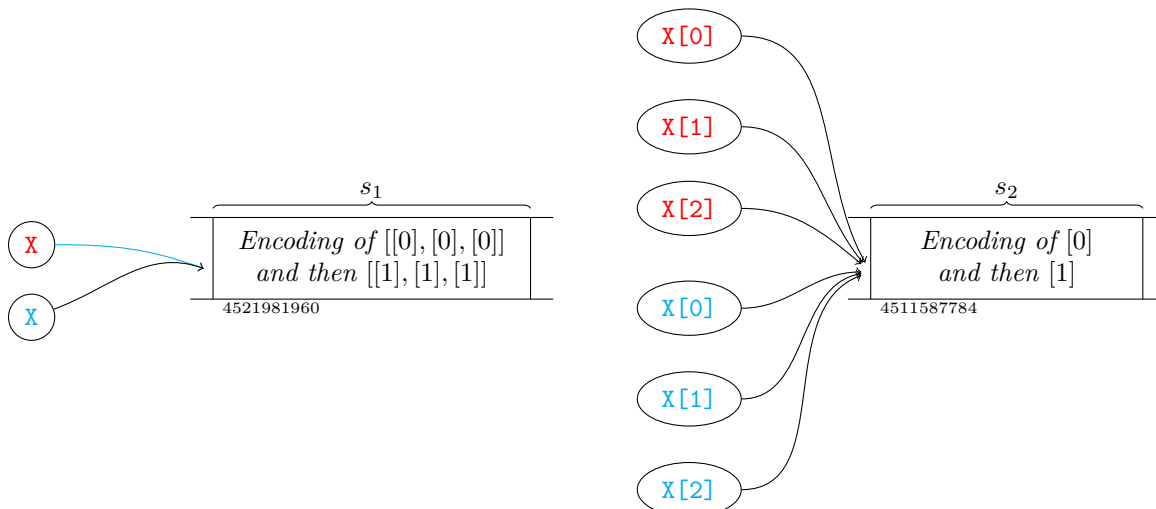 X
X
s₁
Encoding of [[0], [0], [0]]
and then [[1], [1], [1]]
4521981960
X[0]
X[1]
X[2]
X[0]
X[1]
X[2]
s₂
Encoding of [0]
and then [1]
4511587784